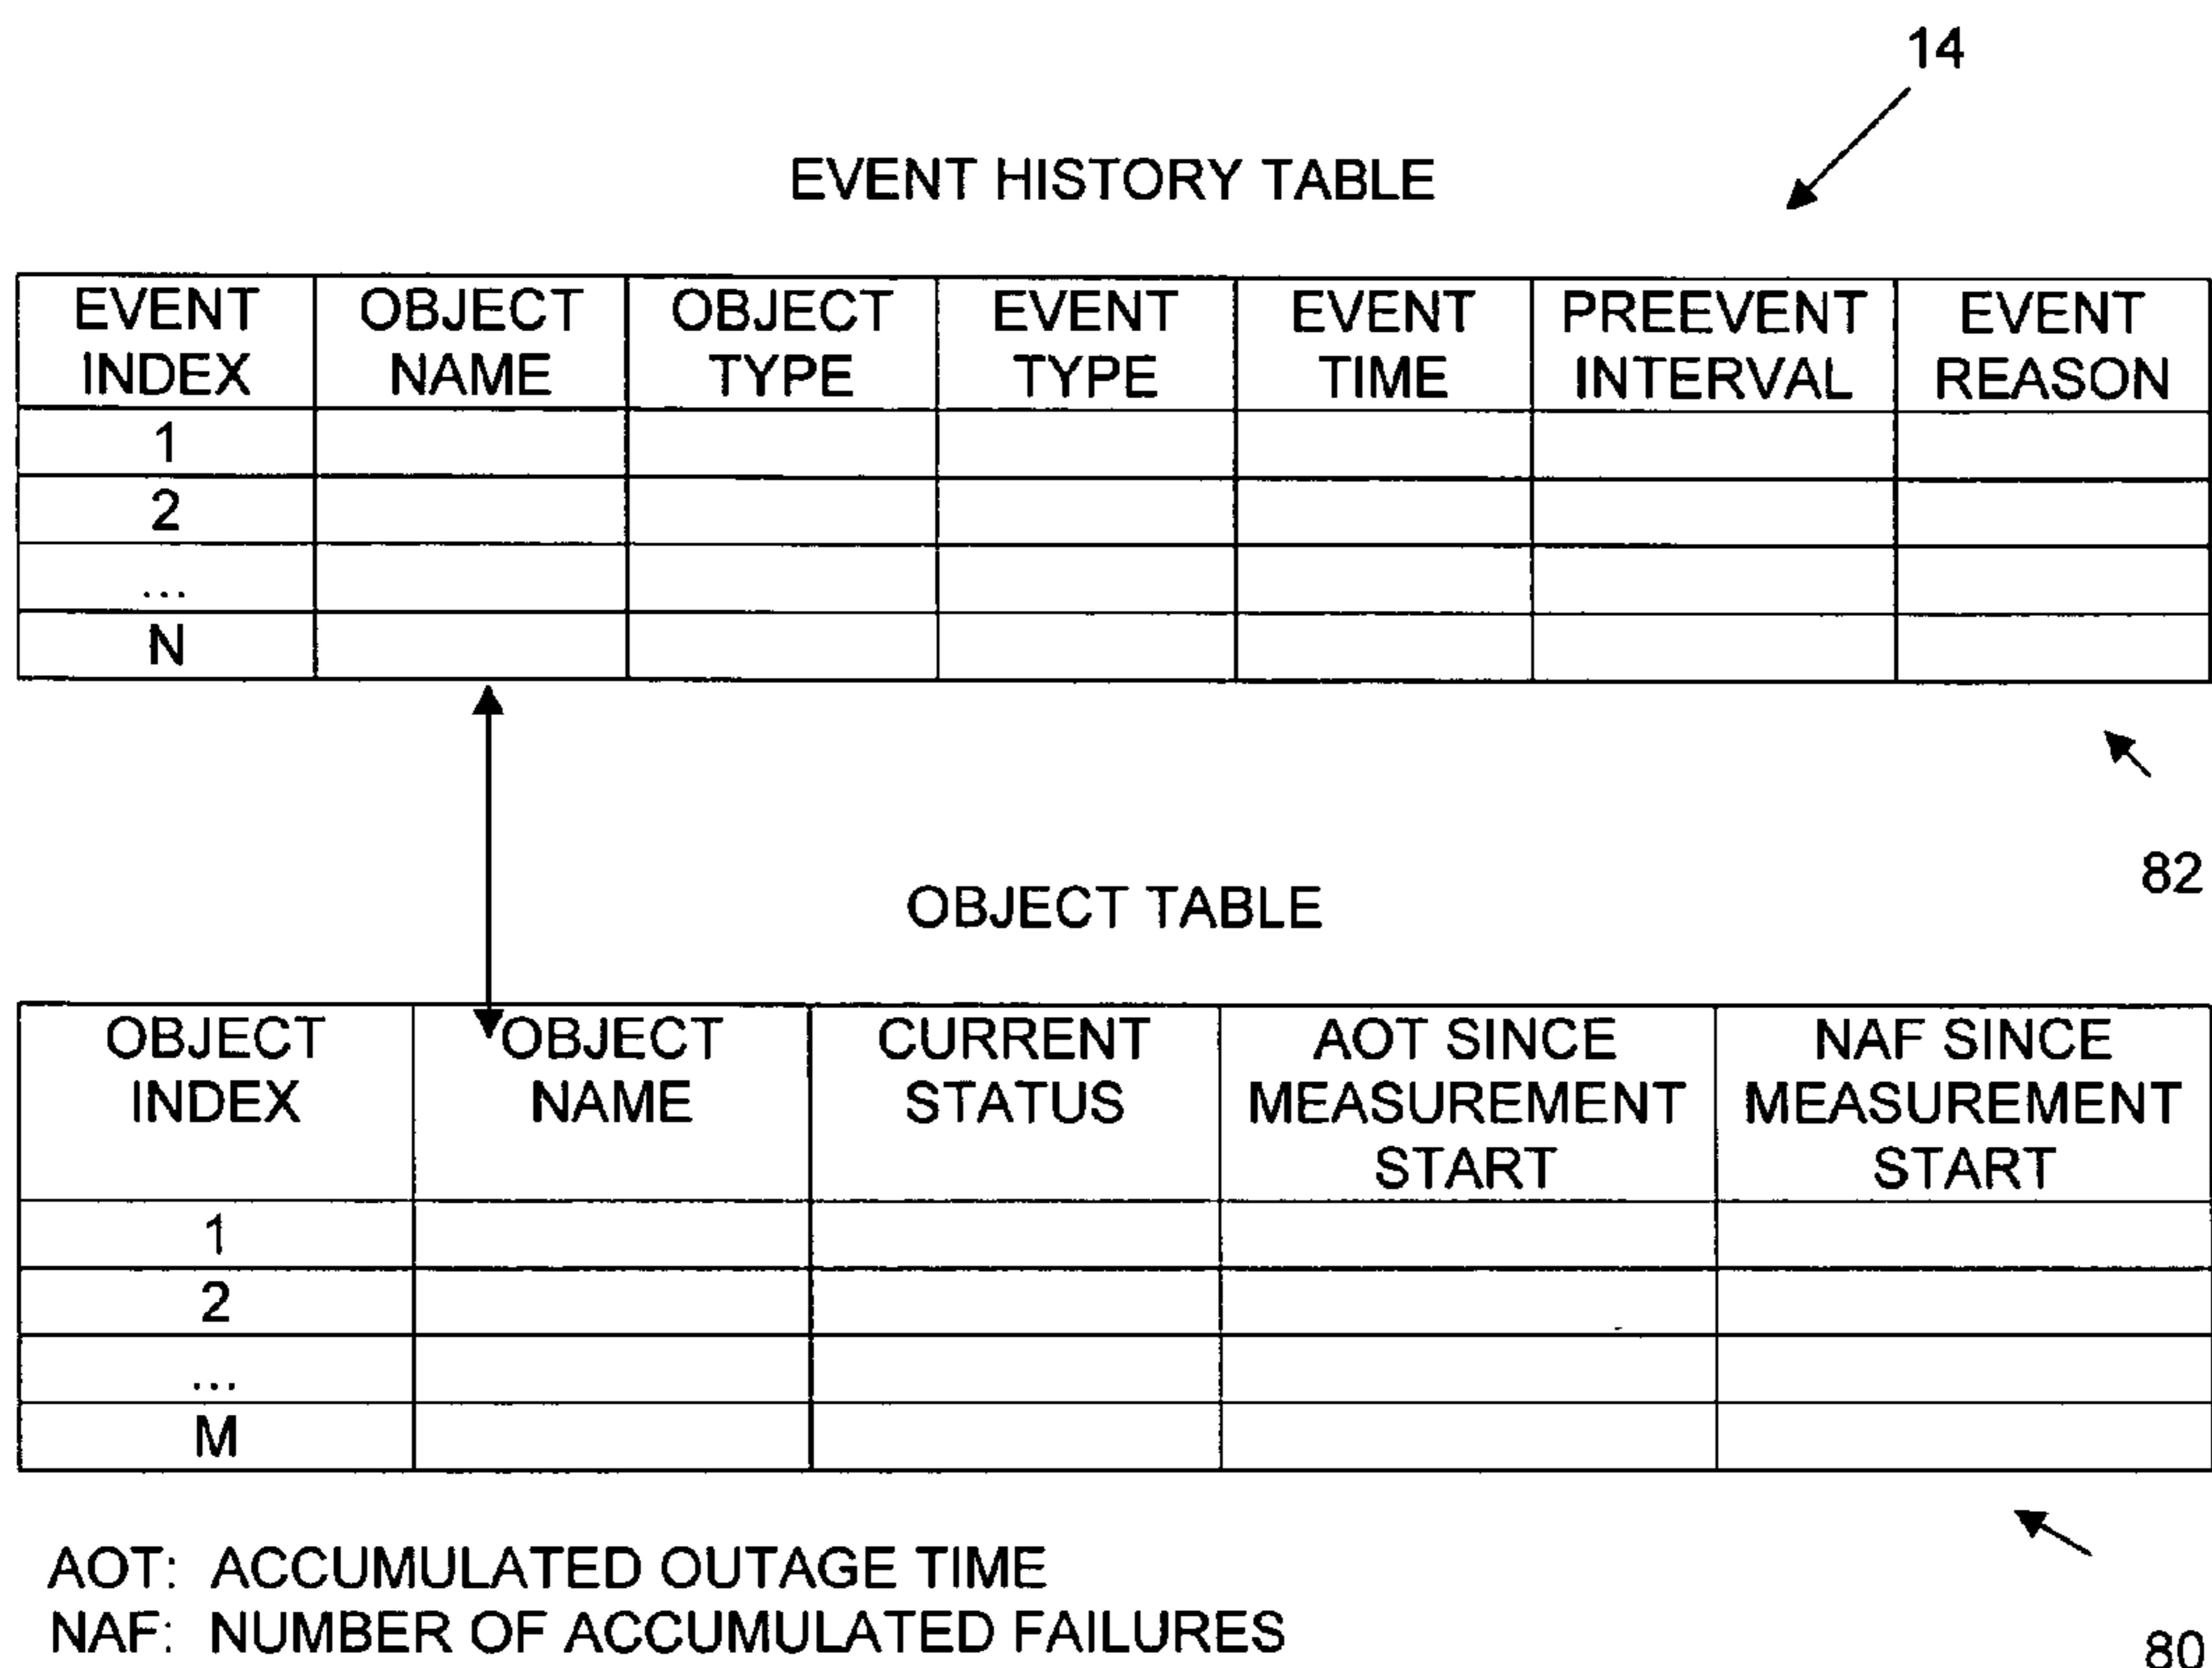 14
EVENT HISTORY TABLE
EVENT INDEX OBJECT NAME OBJECT TYPE EVENT TYPE EVENT TIME PREEVENT INTERVAL EVENT REASON
1
2
...
N
82
OBJECT TABLE
OBJECT INDEX OBJECT NAME CURRENT STATUS AOT SINCE MEASUREMENT START NAF SINCE MEASUREMENT START
1
2
...
M
AOT: ACCUMULATED OUTAGE TIME
NAF: NUMBER OF ACCUMULATED FAILURES
80